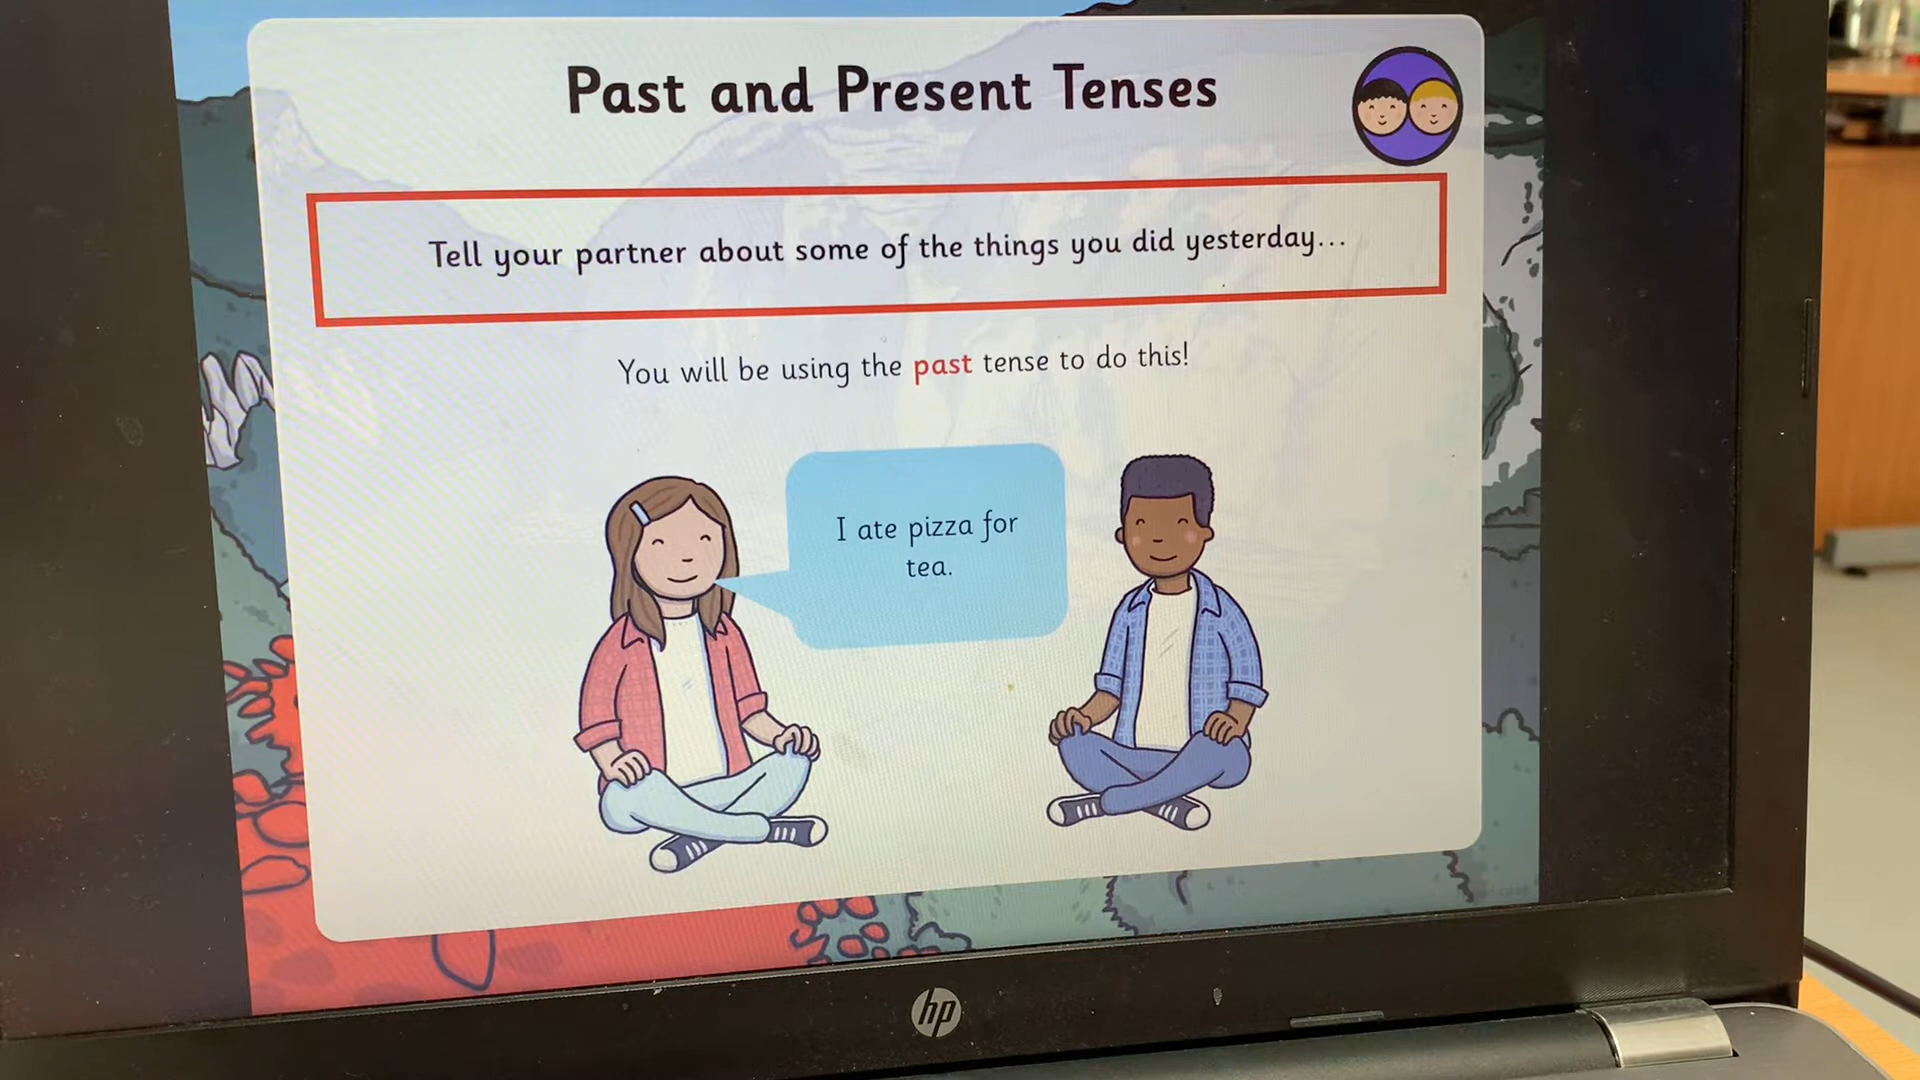 Past and Present Tenses
Tell your partner about some of the things you did yesterday...
You will be using the past tense to do this!
I ate pizza for
tea.
hp